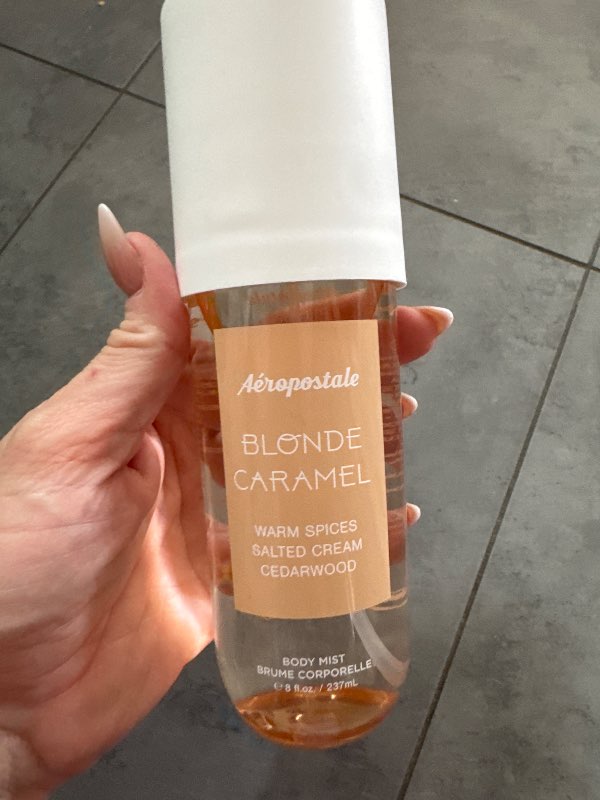 Aéropostale
BLONDE
CARAMEL
WARM SPICES
SALTED CREAM
CEDARWOOD
BODY MIST
BRUME CORPORELLE
8 fl.oz. / 237mL